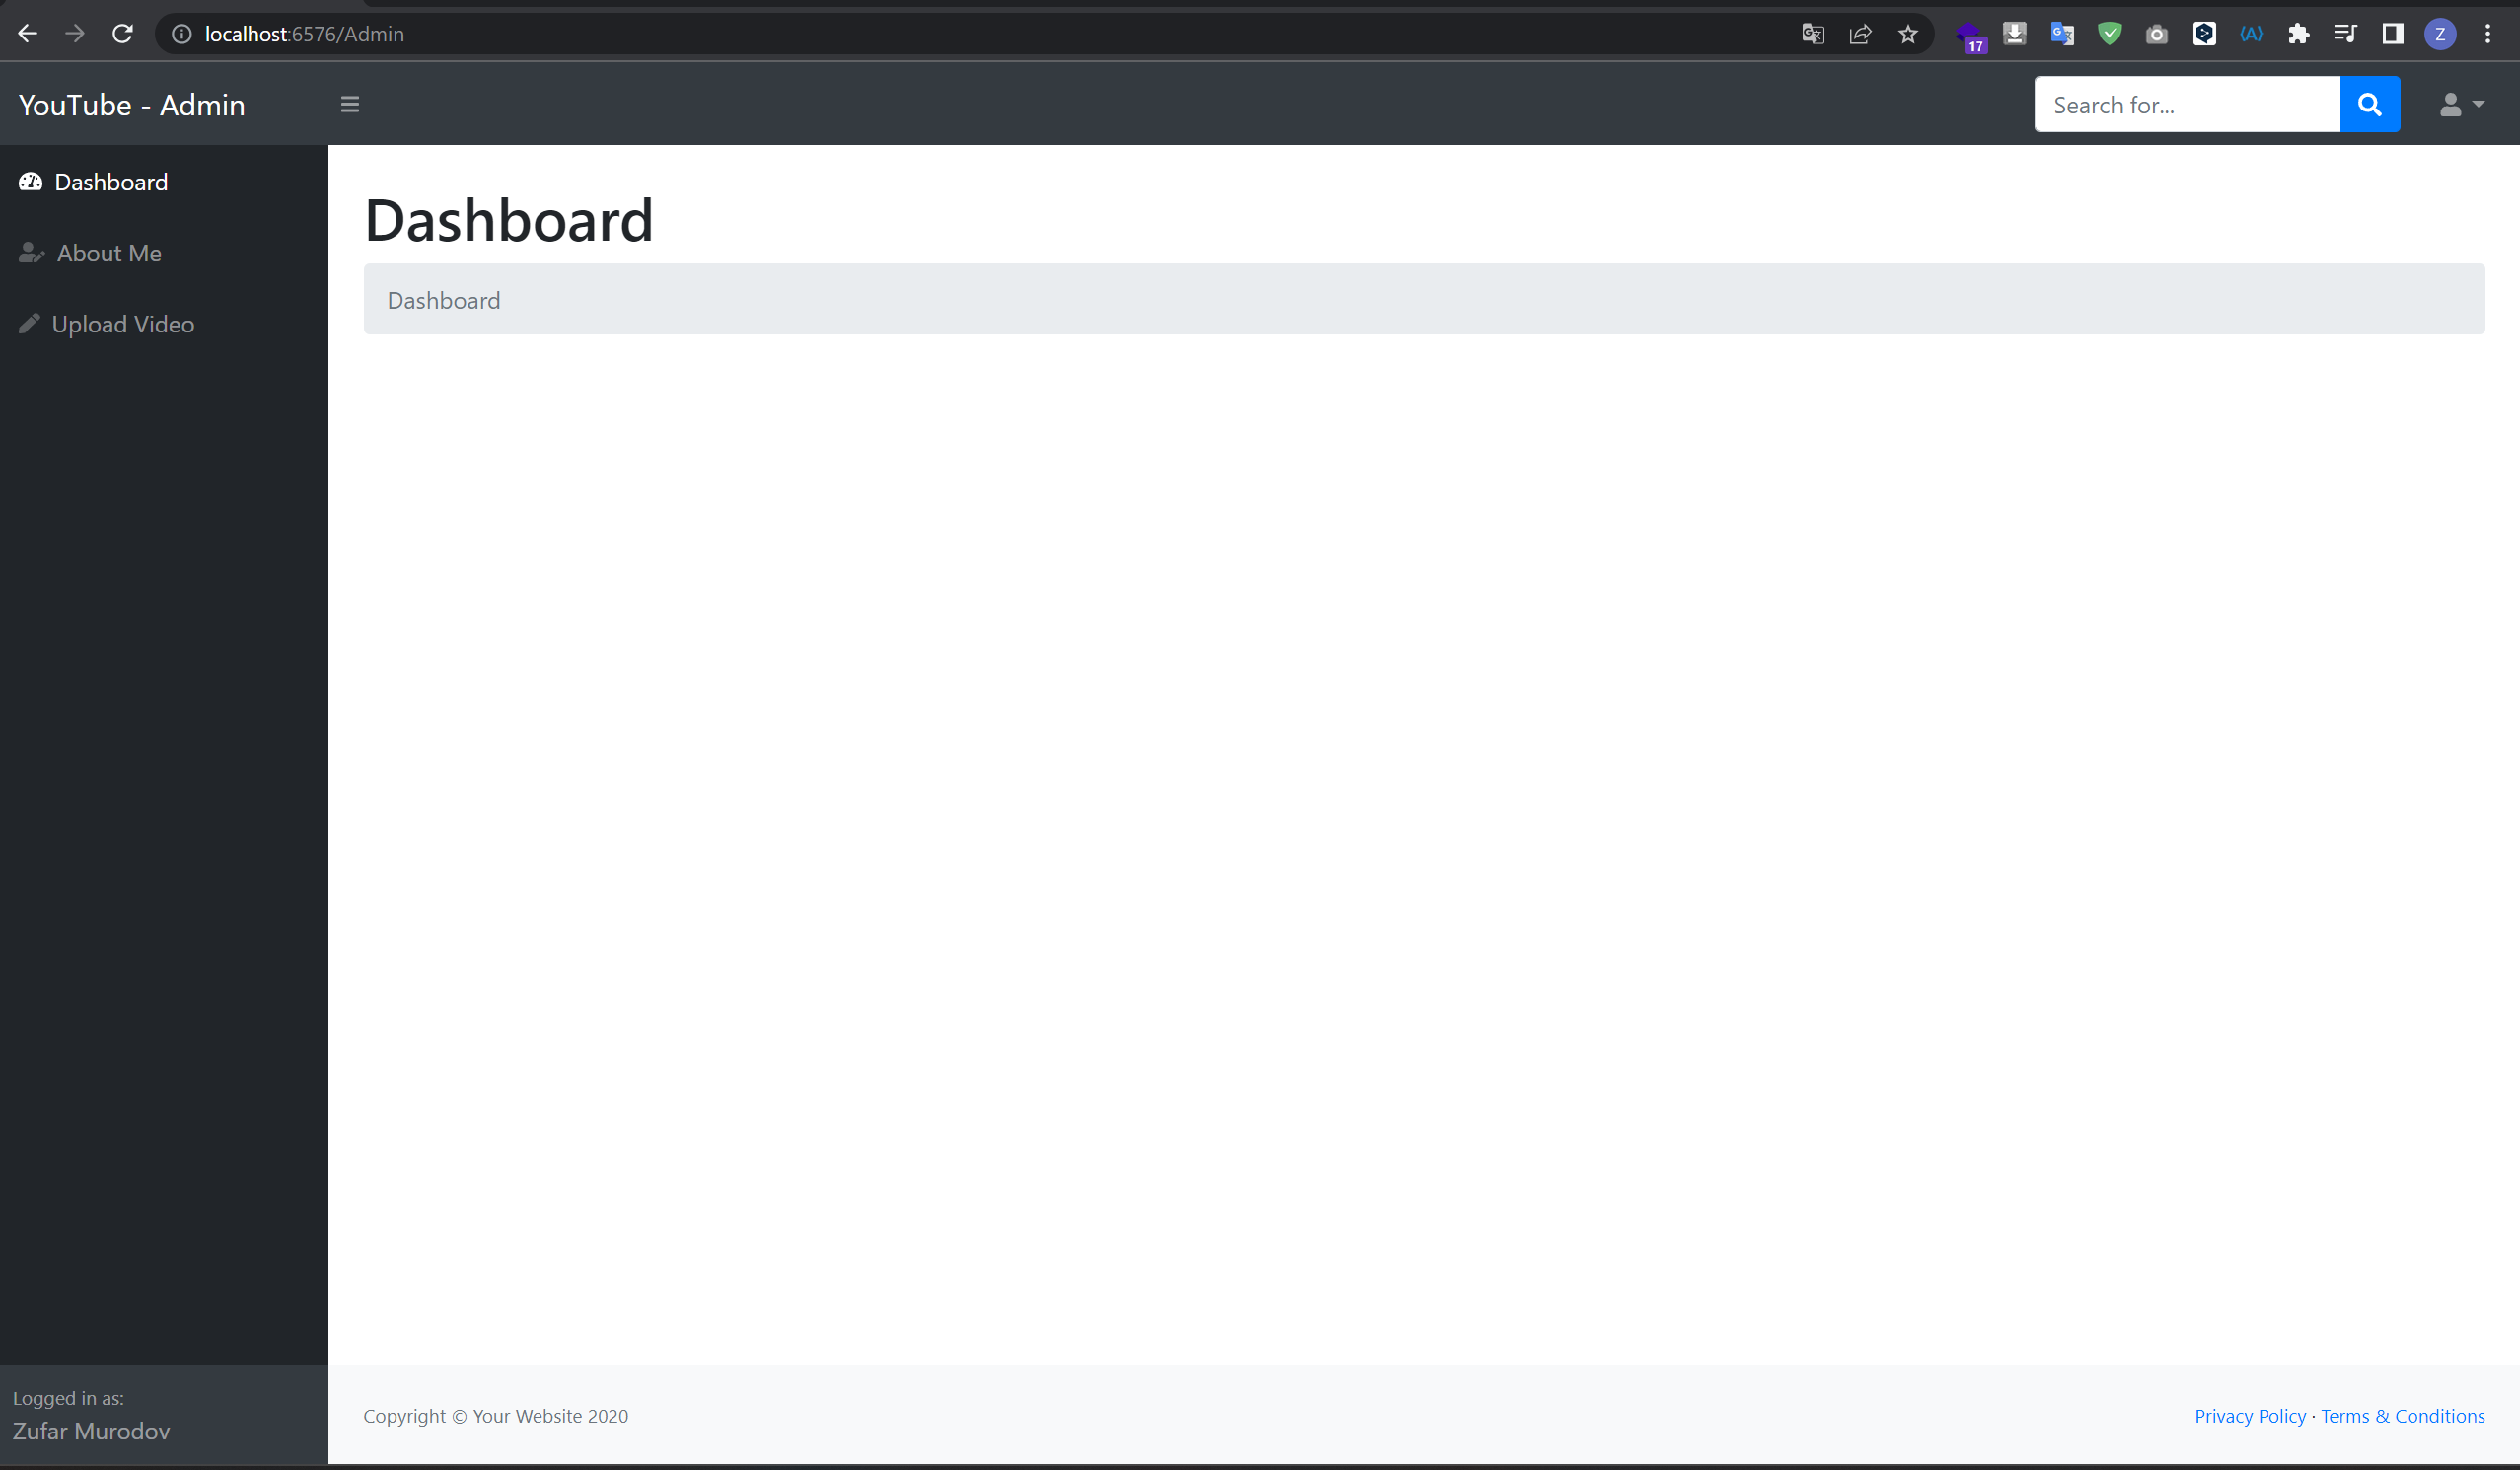 localhost:6576/Admin
17
Z
YouTube - Admin
Search for...
Dashboard
About Me
Upload Video
Dashboard
Dashboard
Logged in as:
Zufar Murodov
Copyright © Your Website 2020
Privacy Policy · Terms & Conditions